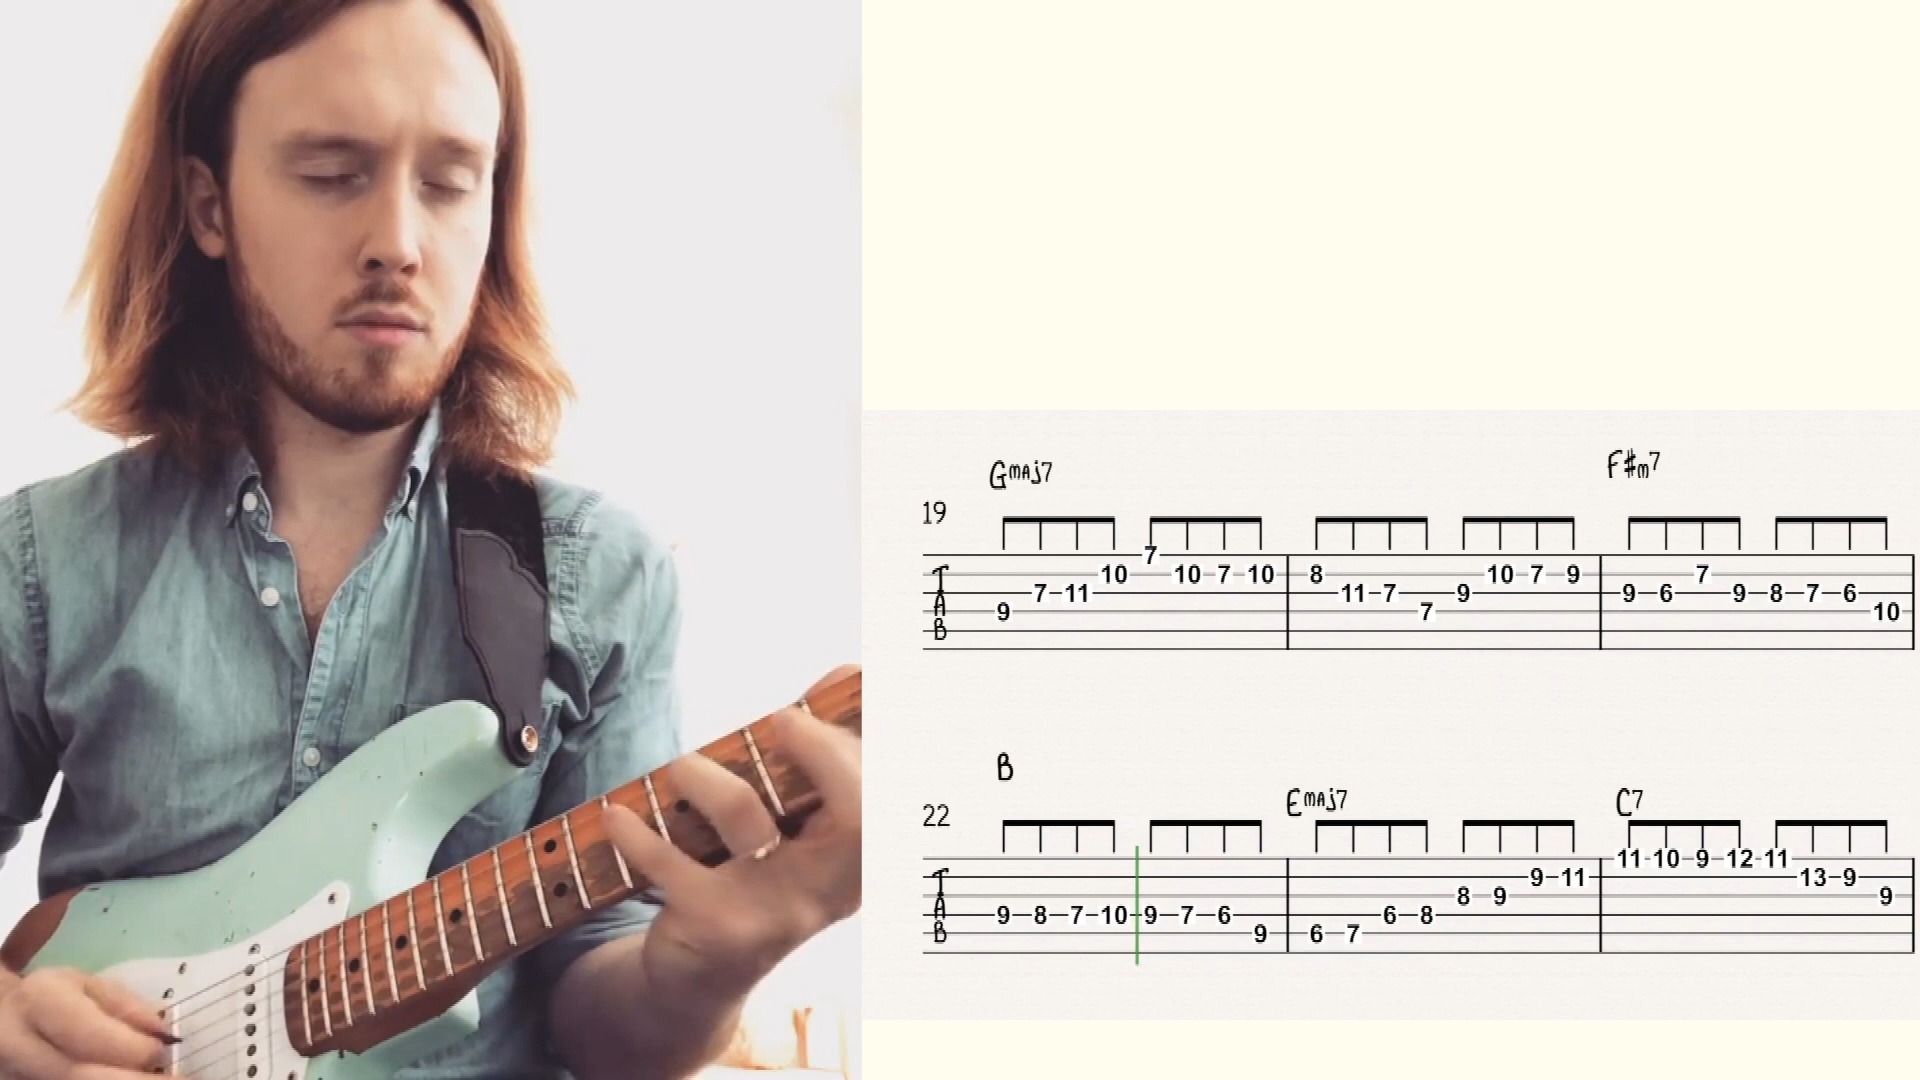 Gmaj7 F#m7
19
7
10 10 7 10 8 10 7 9 7
7 11 11 7 9 9 6 9 8 7 6
9 7 10
T
A
B
B Emaj7 C7
22
11 10 9 12 11
9 11 13 9
8 9 9
9 8 7 10 9 7 6 6 8
9 6 7
T
A
B